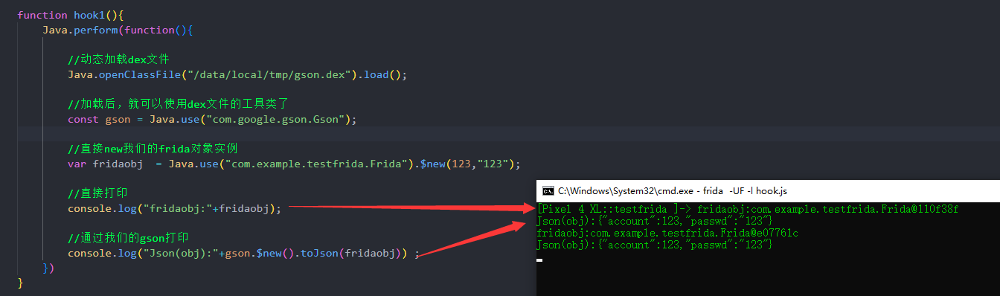 function hook1(){
Java.perform(function(){
//动态加载dex文件
Java.openClassFile("/data/local/tmp/gson.dex").load();
//加载后，就可以使用dex文件的工具类了
const gson = Java.use("com.google.gson.Gson");
//直接new我们的frida对象实例
var fridaobj  = Java.use("com.example.testfrida.Frida").$new(123,"123");
//直接打印
console.log("fridaobj:"+fridaobj);
//通过我们的gson打印
console.log("Json(obj):"+gson.$new().toJson(fridaobj)) ;
})
}
C:\Windows\System32\cmd.exe - frida  -UF -l hook.js
[Pixel 4 XL::testfrida ]-> fridaobj:com.example.testfrida.Frida@110f38f
Json(obj):{"account":123,"passwd":"123"}
fridaobj:com.example.testfrida.Frida@e07761c
Json(obj):{"account":123,"passwd":"123"}